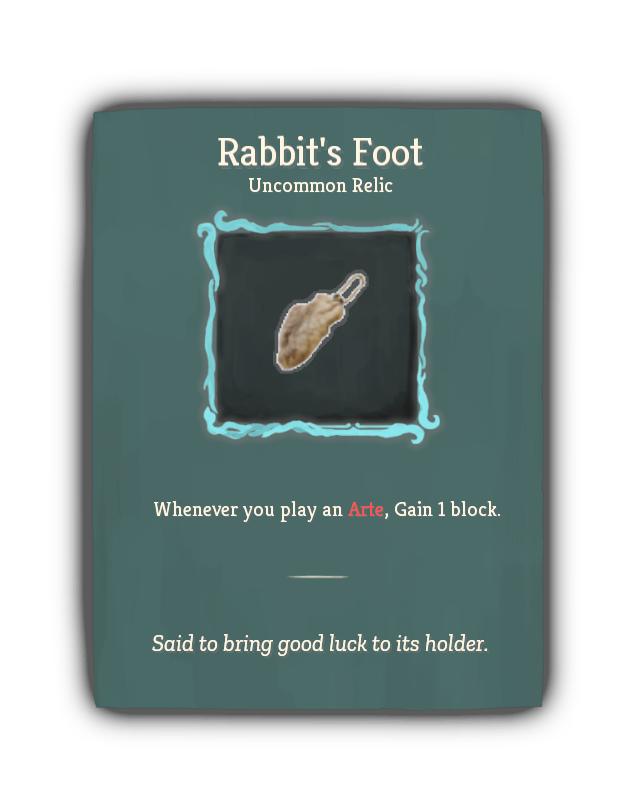 Rabbit's Foot
Uncommon Relic
Whenever you play an Arte, Gain 1 block.
Said to bring good luck to its holder.